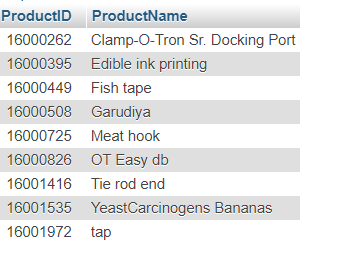 ProductID ProductName
16000262 Clamp-O-Tron Sr. Docking Port
16000395 Edible ink printing
16000449 Fish tape
16000508 Garudiya
16000725 Meat hook
16000826 OT Easy db
16001416 Tie rod end
16001535 YeastCarcinogens Bananas
16001972 tap